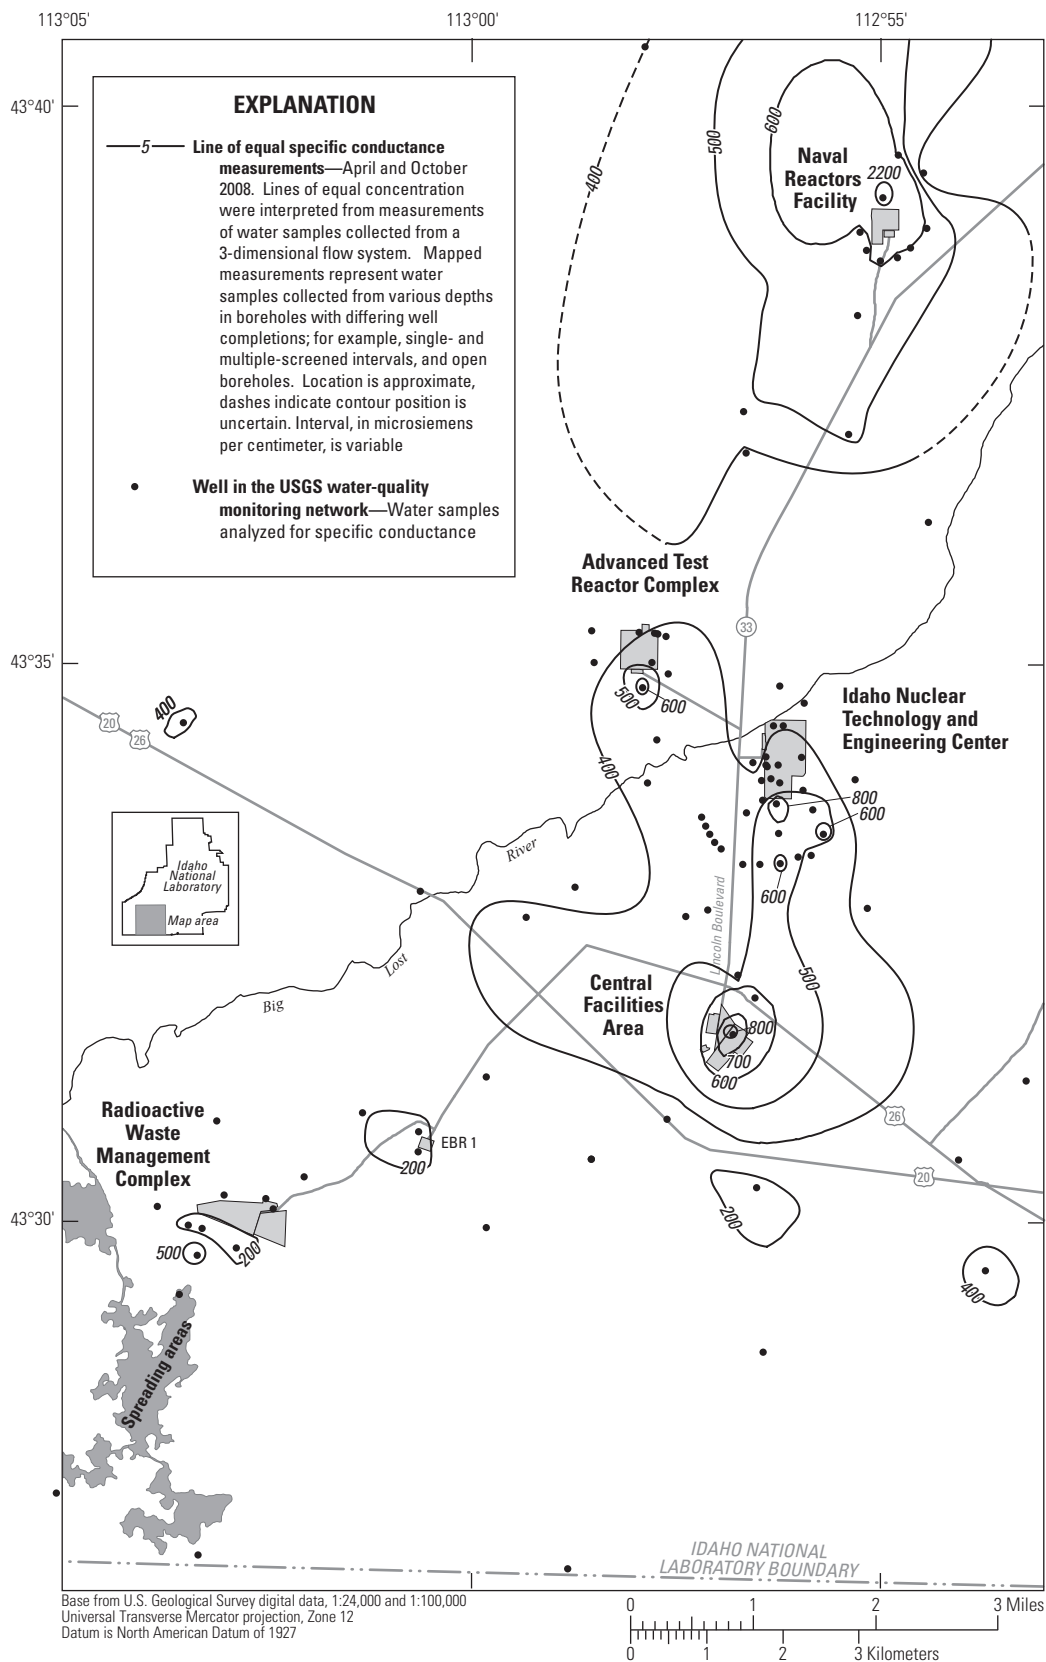 113°05'
113°00'
112°55'
43°40'
EXPLANATION
5
Line of equal specific conductance
measurements—April and October
2008. Lines of equal concentration
were interpreted from measurements
of water samples collected from a
3-dimensional flow system. Mapped
measurements represent water
samples collected from various depths
in boreholes with differing well
completions; for example, single- and
multiple-screened intervals, and open
boreholes. Location is approximate,
dashes indicate contour position is
uncertain. Interval, in microsiemens
per centimeter, is variable
Well in the USGS water-quality
monitoring network—Water samples
analyzed for specific conductance
400
500
600
Naval
Reactors
Facility
2200
Advanced Test
Reactor Complex
33
43°35'
500
600
400
20
26
Idaho Nuclear
Technology and
Engineering Center
400
800
600
600
Idaho
National
Laboratory
Map area
River
Lost
Big
Lincoln Boulevard
500
Central
Facilities
Area
800
700
600
26
20
Radioactive
Waste
Management
Complex
EBR 1
200
200
43°30'
500
200
400
Spreading areas
IDAHO NATIONAL
LABORATORY BOUNDARY
Base from U.S. Geological Survey digital data, 1:24,000 and 1:100,000
Universal Transverse Mercator projection, Zone 12
Datum is North American Datum of 1927
0 1 2 3 Miles
0 1 2 3 Kilometers